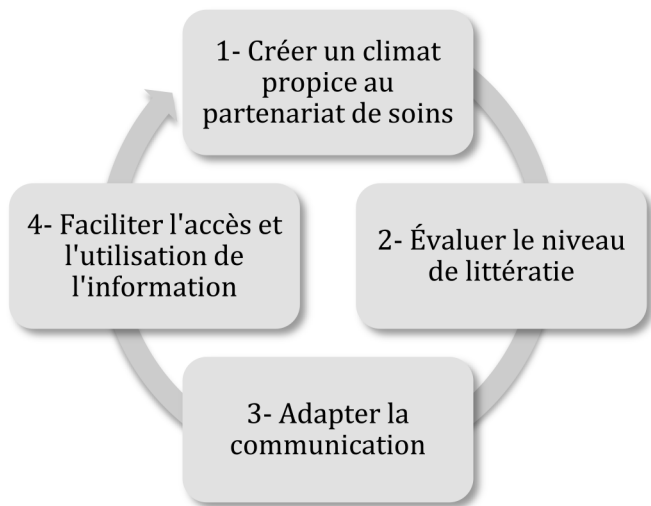 1- Créer un climat
propice au
partenariat de soins
2- Évaluer le niveau
de littératie
3- Adapter la
communication
4- Faciliter l'accès et
l'utilisation de
l'information